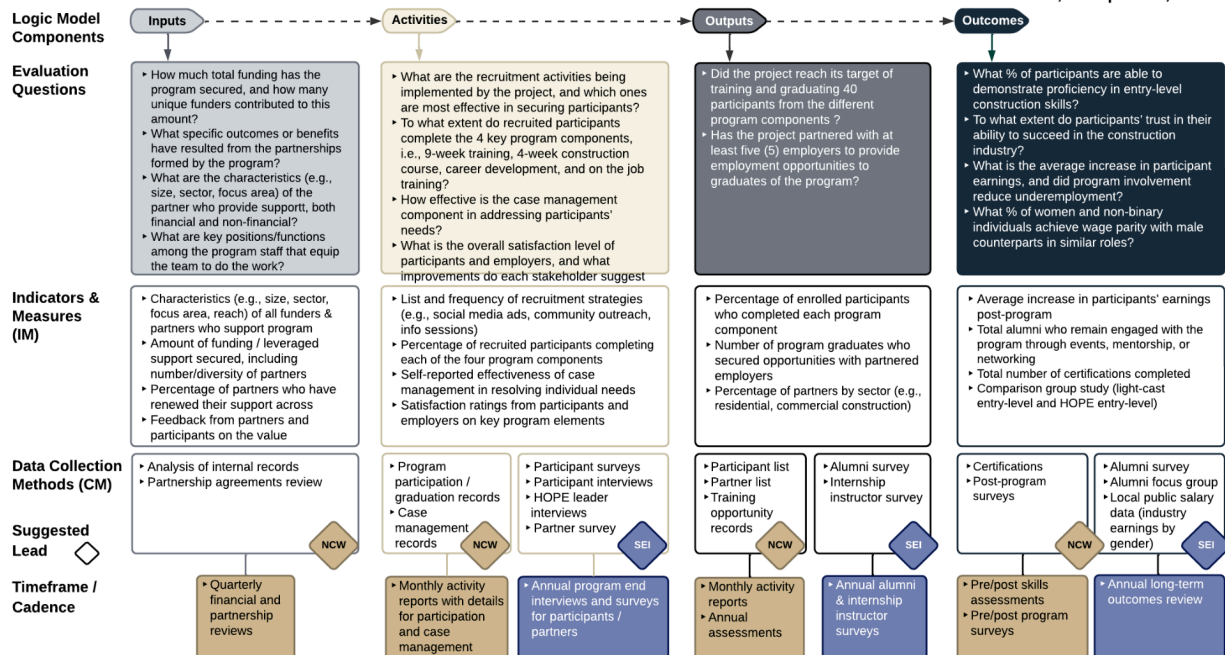 Logic Model
Components
Inputs
Activities
Outputs
Outcomes
Evaluation
Questions
‣ How much total funding has the
program secured, and how many
unique funders contributed to this
amount?
‣ What specific outcomes or benefits
have resulted from the partnerships
formed by the program?
‣ What are the characteristics (e.g.,
size, sector, focus area) of the
partner who provide supportt, both
financial and non-financial?
‣ What are key positions/functions
among the program staff that equip
the team to do the work?
‣ What are the recruitment activities being
implemented by the project, and which ones
are most effective in securing participants?
‣ To what extent do recruited participants
complete the 4 key program components,
i.e., 9-week training, 4-week construction
course, career development, and on the job
training?
‣ How effective is the case management
component in addressing participants'
needs?
‣ What is the overall satisfaction level of
participants and employers, and what
improvements do each stakeholder suggest
‣ Did the project reach its target of
training and graduating 40
participants from the different
program components ?
‣ Has the project partnered with at
least five (5) employers to provide
employment opportunities to
graduates of the program?
‣ What % of participants are able to
demonstrate proficiency in entry-level
construction skills?
‣ To what extent do participants' trust in their
ability to succeed in the construction
industry?
‣ What is the average increase in participant
earnings, and did program involvement
reduce underemployment?
‣ What % of women and non-binary
individuals achieve wage parity with male
counterparts in similar roles?
Indicators &
Measures
(IM)
‣ Characteristics (e.g., size, sector,
focus area, reach) of all funders &
partners who support program
‣ Amount of funding / leveraged
support secured, including
number/diversity of partners
‣ Percentage of partners who have
renewed their support across
‣ Feedback from partners and
participants on the value
‣ List and frequency of recruitment strategies
(e.g., social media ads, community outreach,
info sessions)
‣ Percentage of recruited participants completing
each of the four program components
‣ Self-reported effectiveness of case
management in resolving individual needs
‣ Satisfaction ratings from participants and
employers on key program elements
‣ Percentage of enrolled participants
who completed each program
component
‣ Number of program graduates who
secured opportunities with partnered
employers
‣ Percentage of partners by sector (e.g.,
residential, commercial construction)
‣ Average increase in participants' earnings
post-program
‣ Total alumni who remain engaged with the
program through events, mentorship, or
networking
‣ Total number of certifications completed
‣ Comparison group study (light-cast
entry-level and HOPE entry-level)
Data Collection
Methods (CM)
‣ Analysis of internal records
‣ Partnership agreements review
‣ Program
participation /
graduation records
‣ Case
management
records
‣ Participant surveys
‣ Participant interviews
‣ HOPE leader
interviews
‣ Partner survey
‣ Participant list
‣ Partner list
‣ Training
opportunity
records
‣ Alumni survey
‣ Internship
instructor survey
‣ Certifications
‣ Post-program
surveys
‣ Alumni survey
‣ Alumni focus group
‣ Local public salary
data (industry
earnings by
gender)
Suggested
Lead
NCW
NCW
SEI
NCW
SEI
NCW
SEI
Timeframe /
Cadence
‣ Quarterly
financial and
partnership
reviews
‣ Monthly activity
reports with details
for participation
and case
management
‣ Annual program end
interviews and surveys
for participants /
partners
‣ Monthly activity
reports
‣ Annual
assessments
‣ Annual alumni
& internship
instructor
surveys
‣ Pre/post skills
assessments
‣ Pre/post program
surveys
‣ Annual long-term
outcomes review